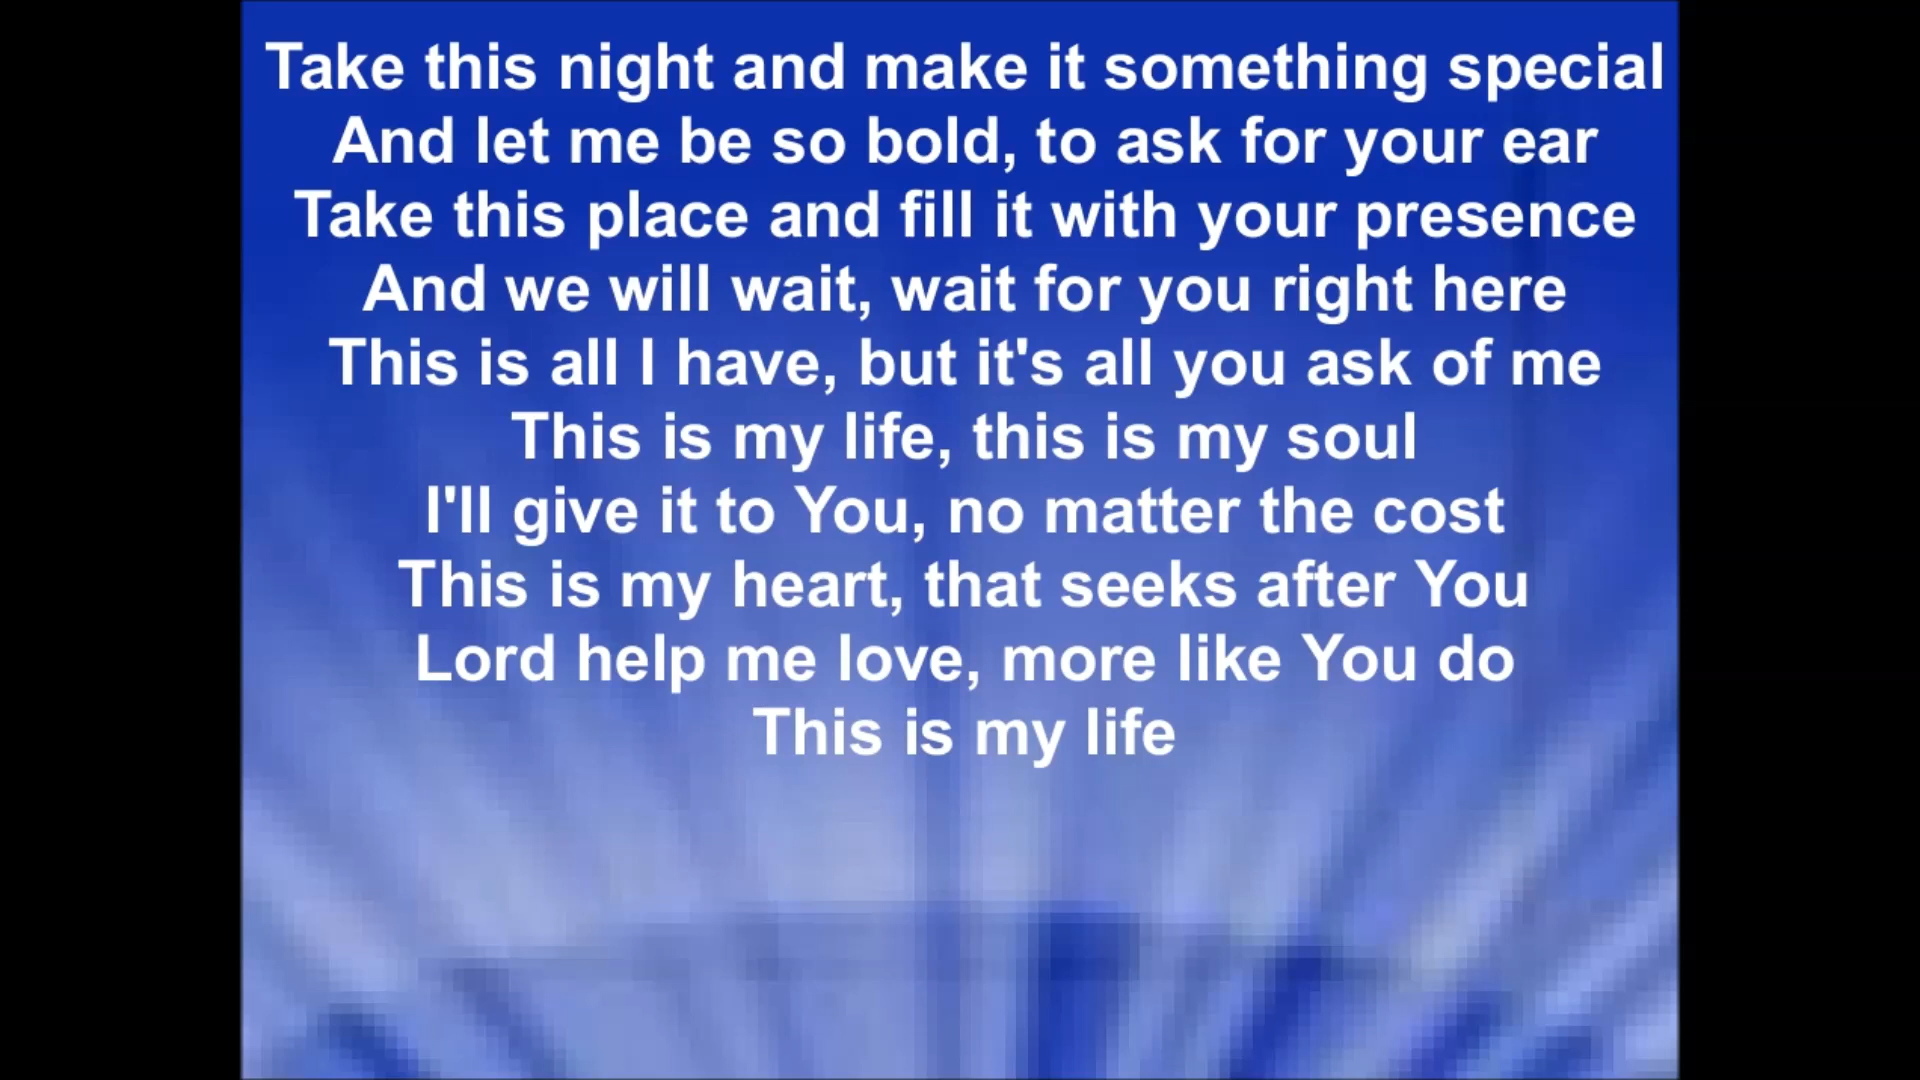 Take this night and make it something special
And let me be so bold, to ask for your ear
Take this place and fill it with your presence
And we will wait, wait for you right here
This is all I have, but it's all you ask of me
This is my life, this is my soul
I'll give it to You, no matter the cost
This is my heart, that seeks after You
Lord help me love, more like You do
This is my life